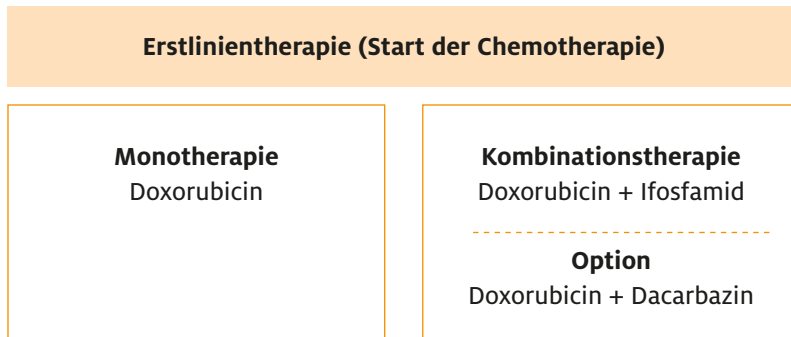 Erstlinientherapie (Start der Chemotherapie)
Monotherapie
Doxorubicin
Kombinationstherapie
Doxorubicin + Ifosfamid
Option
Doxorubicin + Dacarbazin